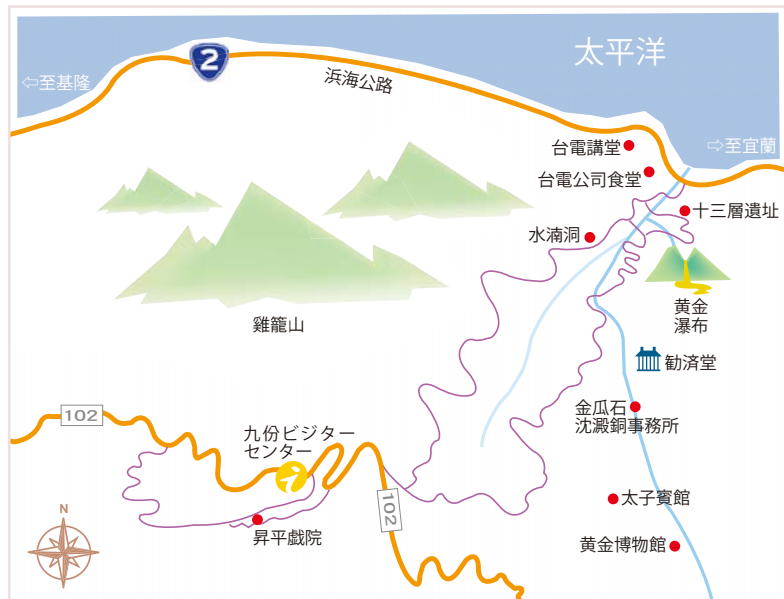 太平洋
2
⇦至基隆
浜海公路
⇨至宜蘭
台電講堂
台電公司食堂
十三層遺址
水湳洞
黄金
瀑布
雞籠山
勧済堂
金瓜石
沈澱銅事務所
102
九份ビジター
センター
102
太子賓館
N
昇平戲院
黄金博物館